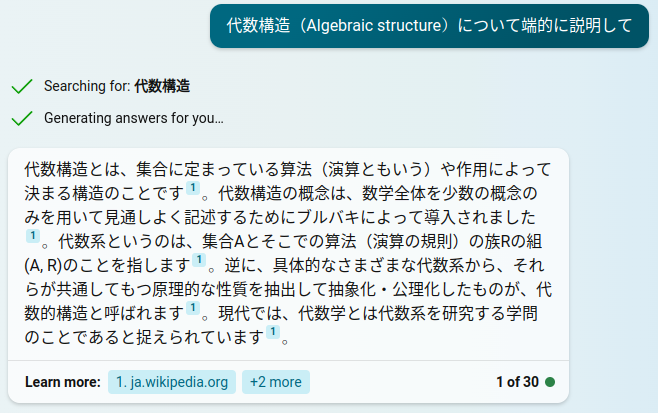 代数構造（Algebraic structure）について端的に説明して
Searching for: 代数構造
Generating answers for you…
代数構造とは、集合に定まっている算法（演算ともいう）や作用によって
決まる構造のことです 1 。代数構造の概念は、数学全体を少数の概念の
みを用いて見通しよく記述するためにブルバキによって導入されました
1 。代数系というのは、集合Aとそこでの算法（演算の規則）の族Rの組
(A, R)のことを指します 1 。逆に、具体的なさまざまな代数系から、それ
らが共通してもつ原理的な性質を抽出して抽象化・公理化したものが、代
数的構造と呼ばれます 1 。現代では、代数学とは代数系を研究する学問
のことであると捉えられています 1 。
Learn more: 1. ja.wikipedia.org +2 more 1 of 30